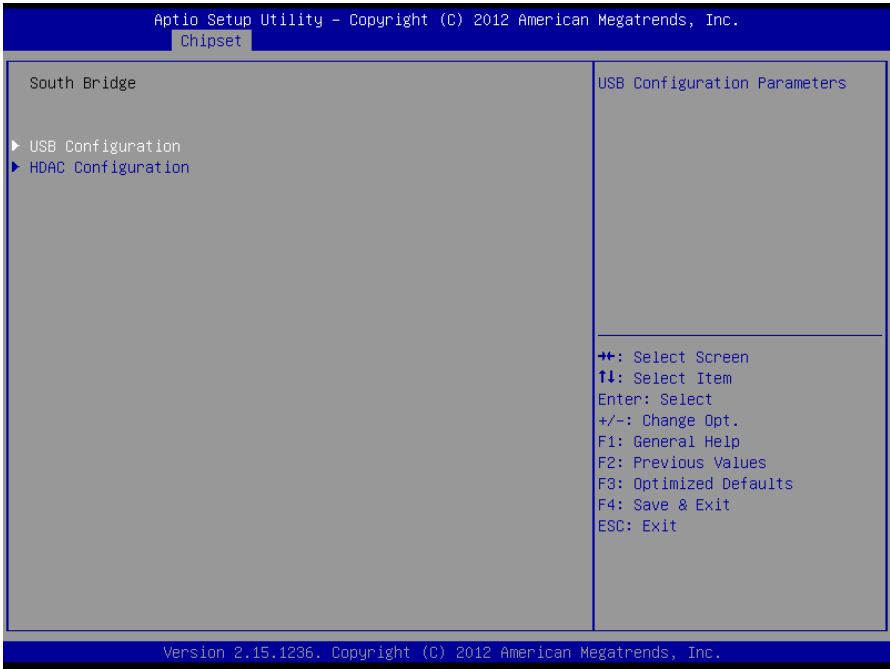 Aptio Setup Utility – Copyright (C) 2012 American Megatrends, Inc.
Chipset
South Bridge
USB Configuration
HDAC Configuration
USB Configuration Parameters
→←: Select Screen
↑↓: Select Item
Enter: Select
+/-: Change Opt.
F1: General Help
F2: Previous Values
F3: Optimized Defaults
F4: Save & Exit
ESC: Exit
Version 2.15.1236. Copyright (C) 2012 American Megatrends, Inc.